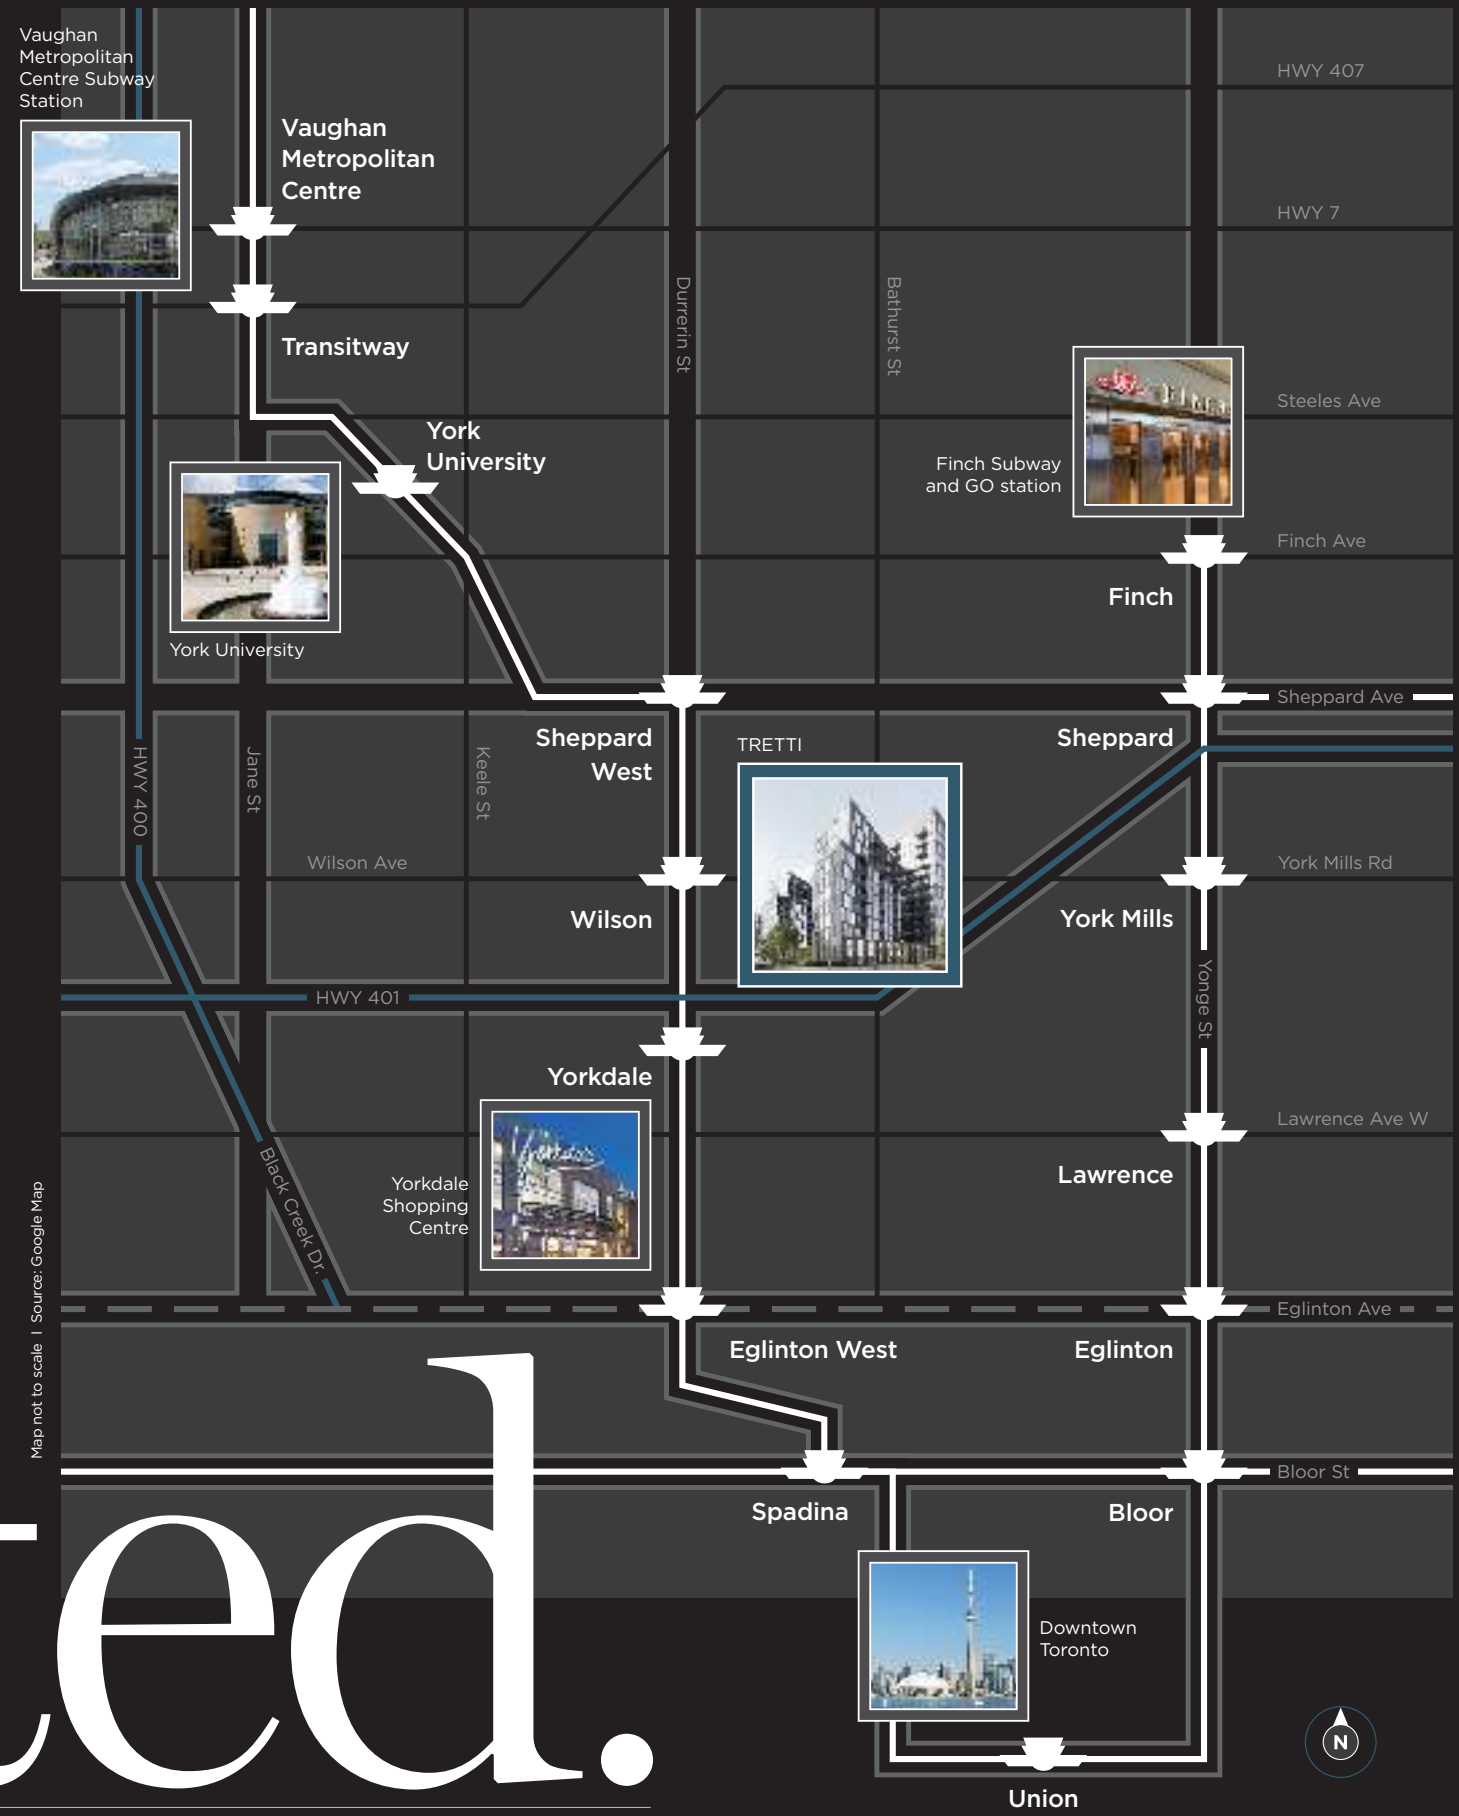 Vaughan
Metropolitan
Centre Subway
Station
HWY 407
Vaughan
Metropolitan
Centre
HWY 7
Durrerin St
Bathurst St
Transitway
Steeles Ave
York
University
Finch Subway
and GO station
Finch Ave
Finch
York University
Sheppard Ave
Sheppard
West
TRETTI
Sheppard
HWY 400
Jane St
Keele St
Wilson Ave
York Mills Rd
Wilson
York Mills
HWY 401
Yonge St
Yorkdale
Lawrence Ave W
Black Creek Dr.
Yorkdale
Shopping
Centre
Lawrence
Map not to scale I Source: Google Map
Eglinton Ave
Eglinton West
Eglinton
Bloor St
Spadina
Bloor
ted.
Downtown
Toronto
N
Union